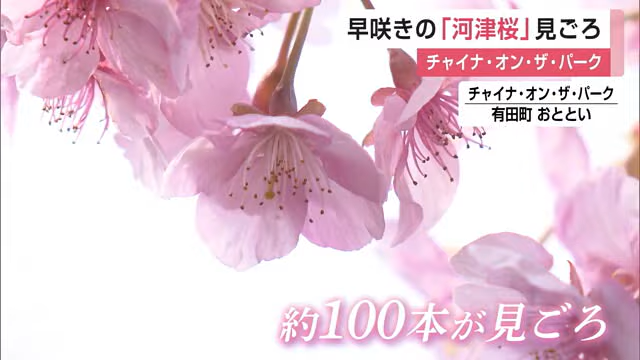 早咲きの「河津桜」見ごろ
チャイナ・オン・ザ・パーク
チャイナ・オン・ザ・パーク
有田町 おととい
約100本が見ごろ